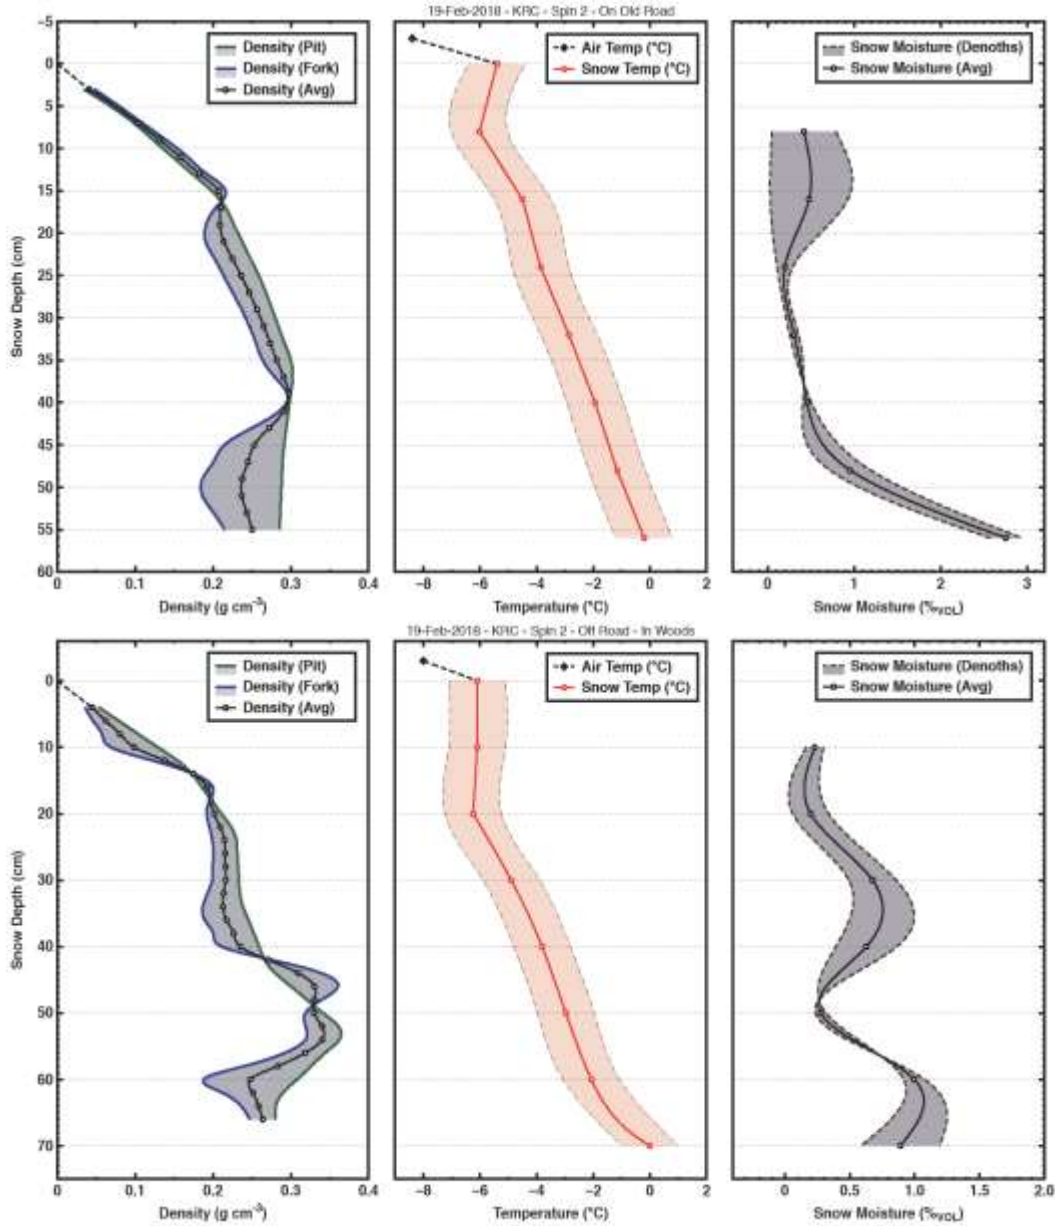 19-Feb-2018 - KRC - Spin 2 - On Old Road
Density (Pit)
Density (Fork)
Density (Avg)
Air Temp (°C)
Snow Temp (°C)
Snow Moisture (Denoths)
Snow Moisture (Avg)
-5
0
5
10
15
20
25
30
35
40
45
50
55
60
Snow Depth (cm)
0 0.1 0.2 0.3 0.4
Density (g cm⁻³)
-8 -6 -4 -2 0 2
Temperature (°C)
0 1 2 3
Snow Moisture (%VOL)
19-Feb-2018 - KRC - Spin 2 - Off Road - In Woods
Density (Pit)
Density (Fork)
Density (Avg)
Air Temp (°C)
Snow Temp (°C)
Snow Moisture (Denoths)
Snow Moisture (Avg)
0
10
20
30
40
50
60
70
Snow Depth (cm)
0 0.1 0.2 0.3 0.4
Density (g cm⁻³)
-8 -6 -4 -2 0 2
Temperature (°C)
0 0.5 1.0 1.5 2.0
Snow Moisture (%VOL)